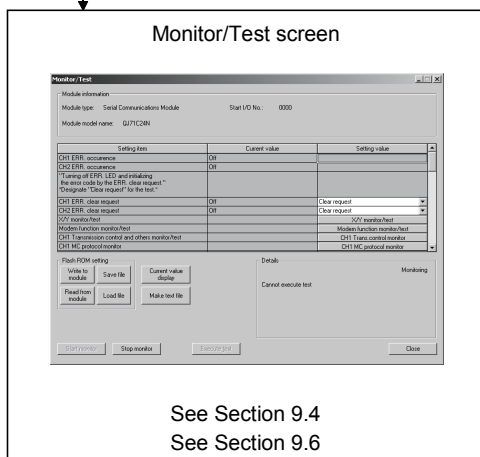 Monitor/Test screen
Monitor/Test
Module information
Module type: Serial Communications Module Start I/O No.: 0000
Module model name: QJ71C24N
Setting item Current value Setting value
CH1 ERR. occurrence Off
CH2 ERR. occurrence Off
"Turning off ERR. LED and initializing
the error code by the ERR. clear request."
"Designate "Clear request" for the test."
CH1 ERR. clear request Off Clear request
CH2 ERR. clear request Off Clear request
X/Y monitor/test X/Y monitor/test
Modem function monitor/test Modem function monitor/test
CH1 Transmission control and others monitor/test CH1 Trans.control monitor
CH1 MC protocol monitor CH1 MC protocol monitor
Flash ROM setting
Write to module Save file Current value display
Read from module Load file Make text file
Details
Monitoring
Cannot execute test
Start monitor Stop monitor Execute test Close
See Section 9.4
See Section 9.6